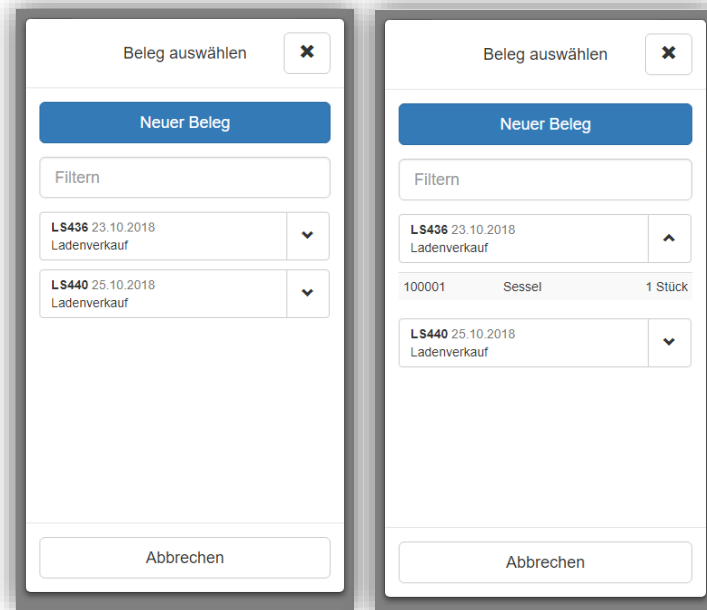 Beleg auswählen
Neuer Beleg
Filtern
LS436 23.10.2018
Ladenverkauf
LS440 25.10.2018
Ladenverkauf
Abbrechen
Beleg auswählen
Neuer Beleg
Filtern
LS436 23.10.2018
Ladenverkauf
100001 Sessel 1 Stück
LS440 25.10.2018
Ladenverkauf
Abbrechen